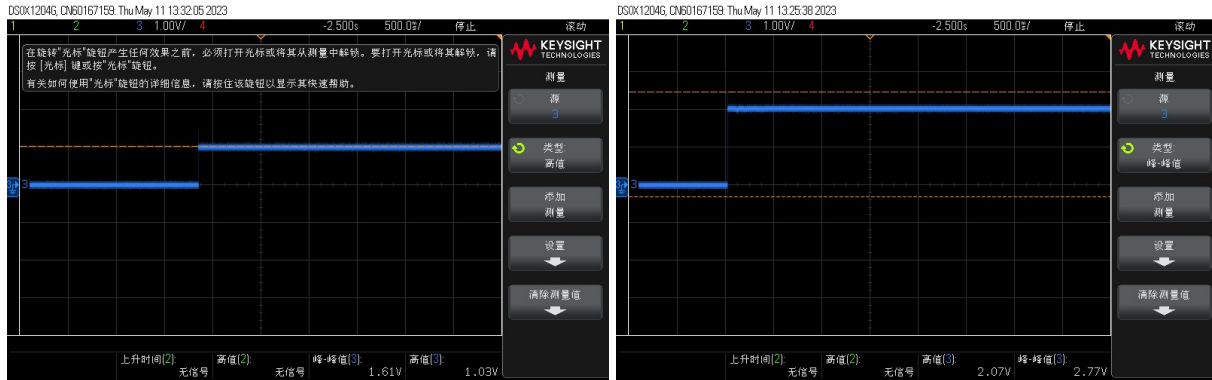 DSOX1204G, CN60167159: Thu May 11 13:32:05 2023
1 2 3 1.00V/ 4 -2.500s 500.0㎳/ 停止 滚动
在旋转"光标"旋钮产生任何效果之前，必须打开光标或将其从测量中解锁。要打开光标或将其解锁，请
按 [光标] 键或按"光标"旋钮。
有关如何使用"光标"旋钮的详细信息，请按住该旋钮以显示其快速帮助。
KEYSIGHT
TECHNOLOGIES
测量
源
3
类型:
高值
添加
测量
设置
清除测量值
3
上升时间(2): 高值(2): 峰-峰值(3): 高值(3):
无信号 无信号 1.61V 1.03V
DSOX1204G, CN60167159: Thu May 11 13:25:38 2023
1 2 3 1.00V/ 4 -2.500s 500.0㎳/ 停止 滚动
KEYSIGHT
TECHNOLOGIES
测量
源
3
类型:
峰-峰值
添加
测量
设置
清除测量值
3
上升时间(2): 高值(2): 高值(3): 峰-峰值(3):
无信号 无信号 2.07V 2.77V